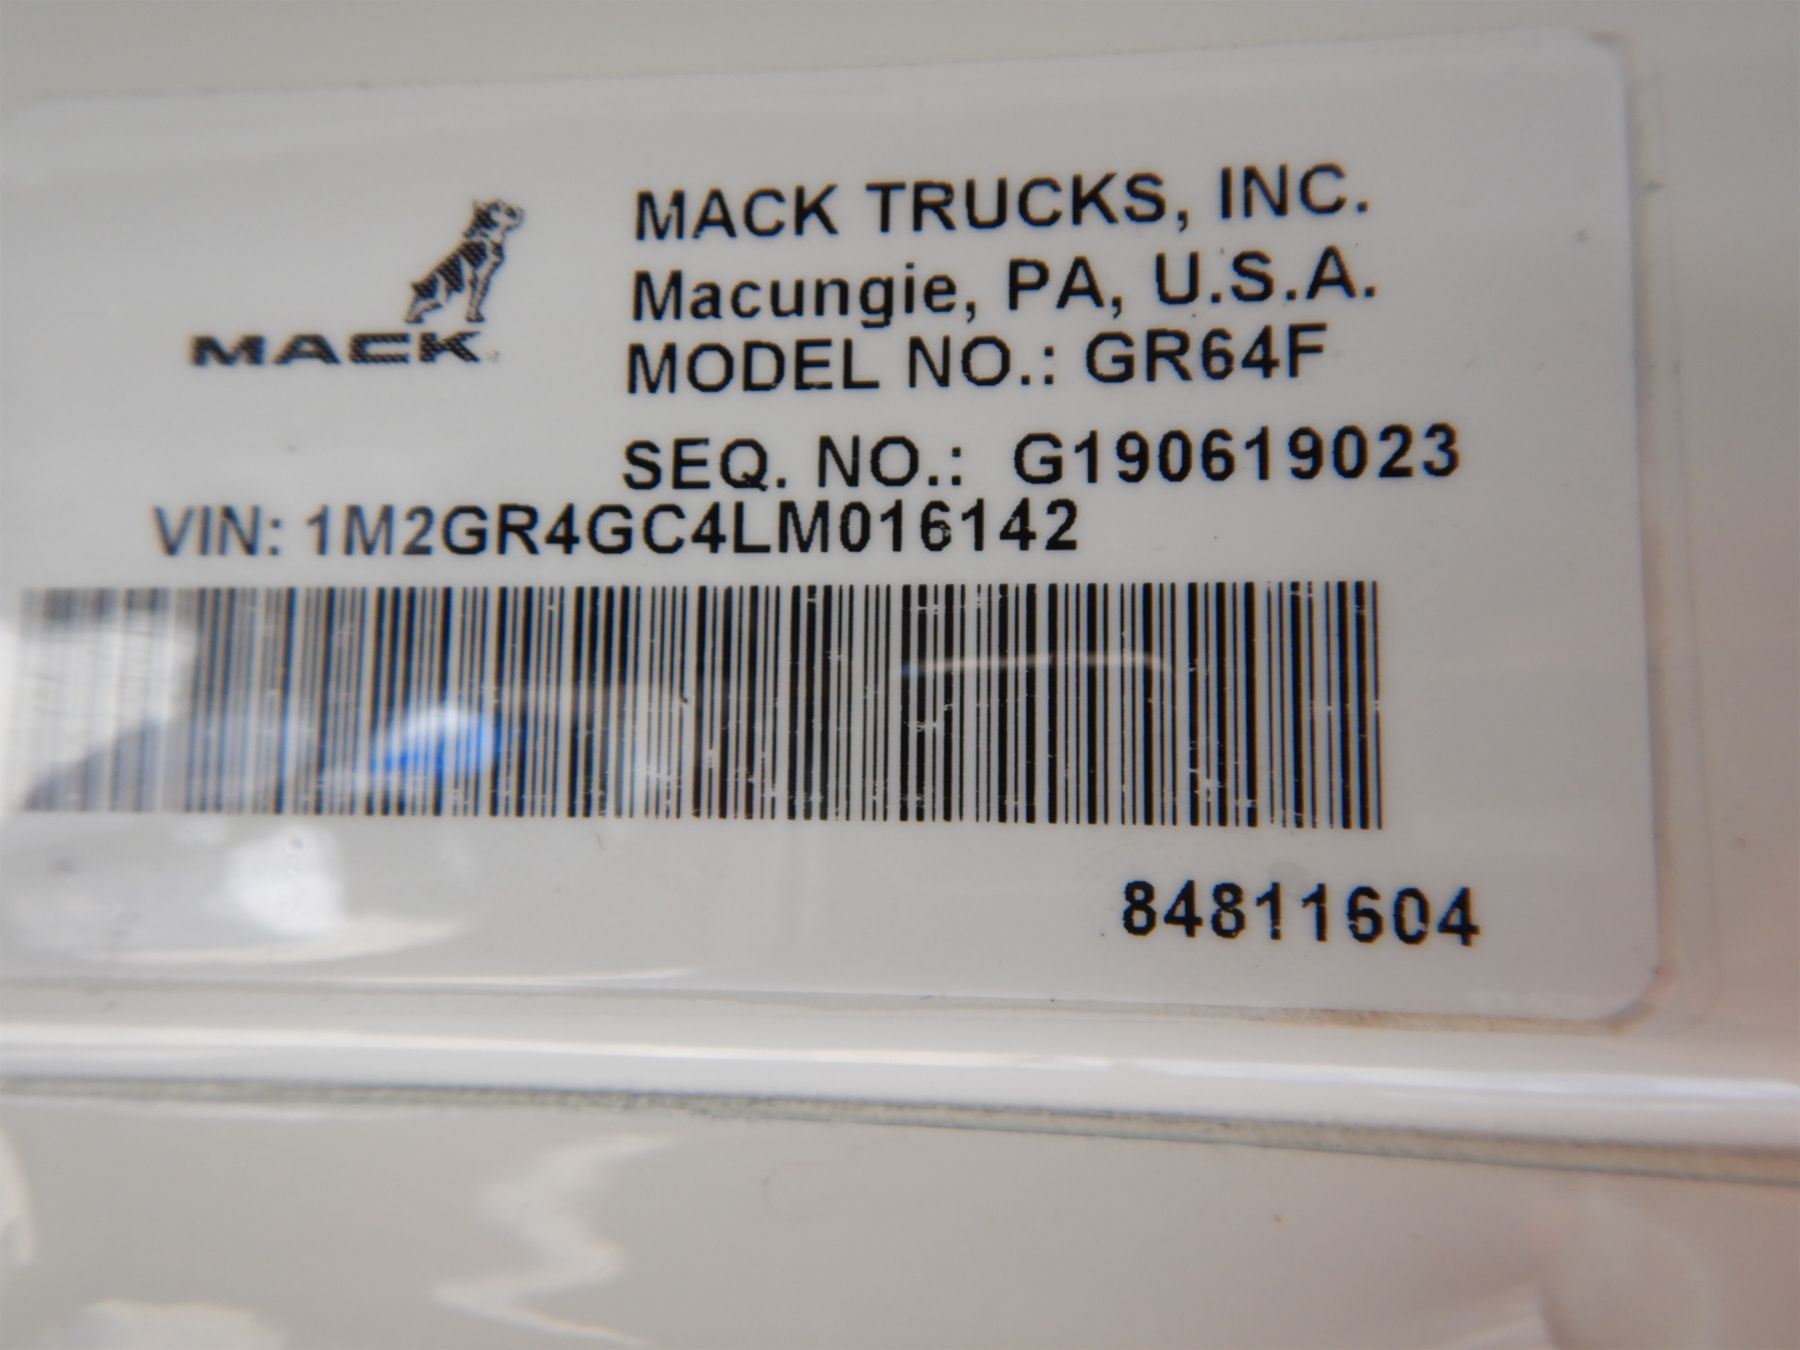 MACK
MACK TRUCKS, INC.
Macungie, PA, U.S.A.
MODEL NO.: GR64F
SEQ. NO.: G190619023
VIN: 1M2GR4GC4LM016142
84811604